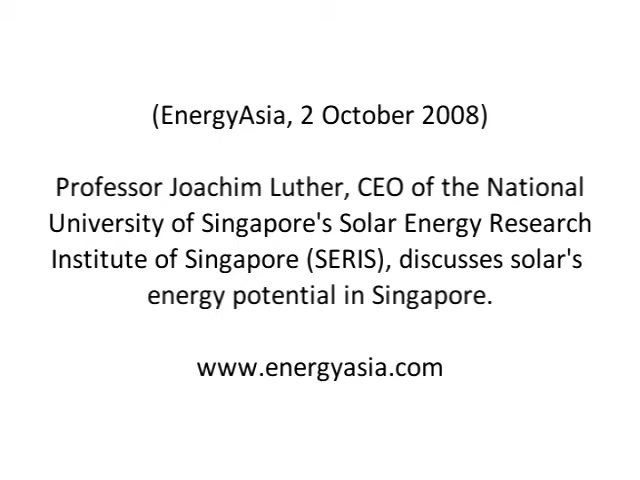 (EnergyAsia, 2 October 2008)
Professor Joachim Luther, CEO of the National
University of Singapore's Solar Energy Research
Institute of Singapore (SERIS), discusses solar's
energy potential in Singapore.
www.energyasia.com